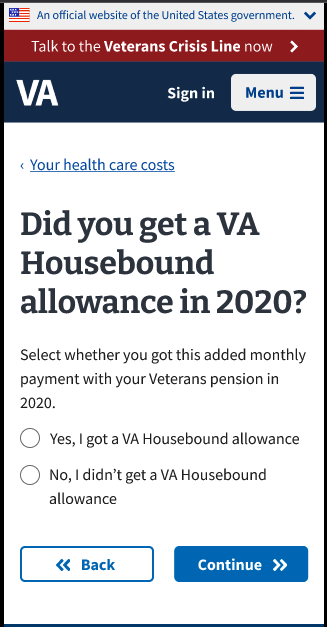 An official website of the United States government.
Talk to the Veterans Crisis Line now
VA
Sign in
Menu
‹ Your health care costs
Did you get a VA
Housebound
allowance in 2020?
Select whether you got this added monthly
payment with your Veterans pension in
2020.
Yes, I got a VA Housebound allowance
No, I didn’t get a VA Housebound
allowance
Back
Continue